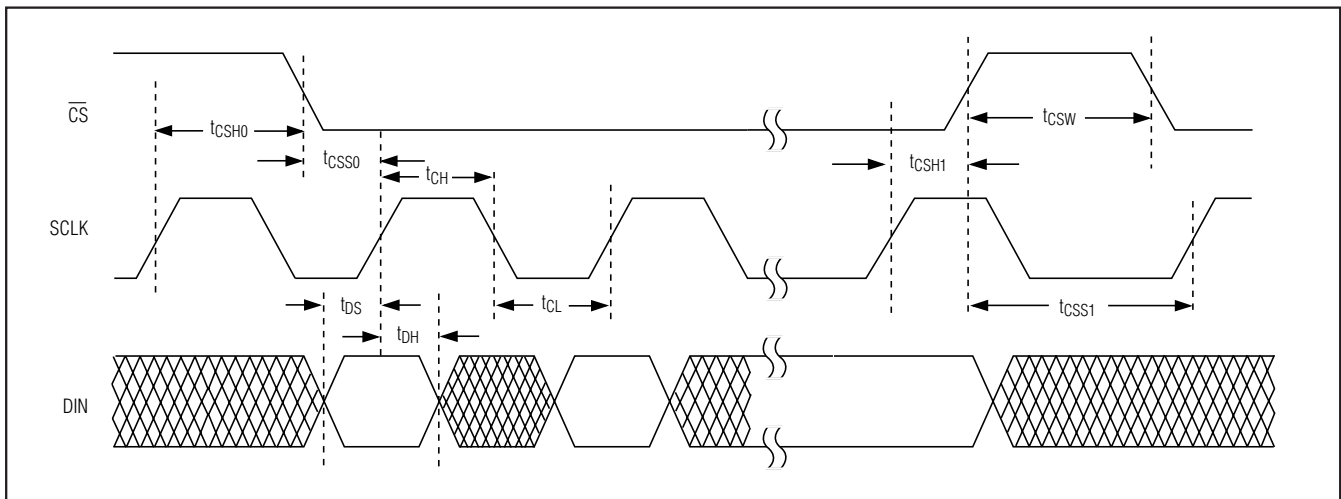 CS
tCSH0
tCSS0
tCH
tCSH1
tCSW
SCLK
tDS
tDH
tCL
tCSS1
DIN